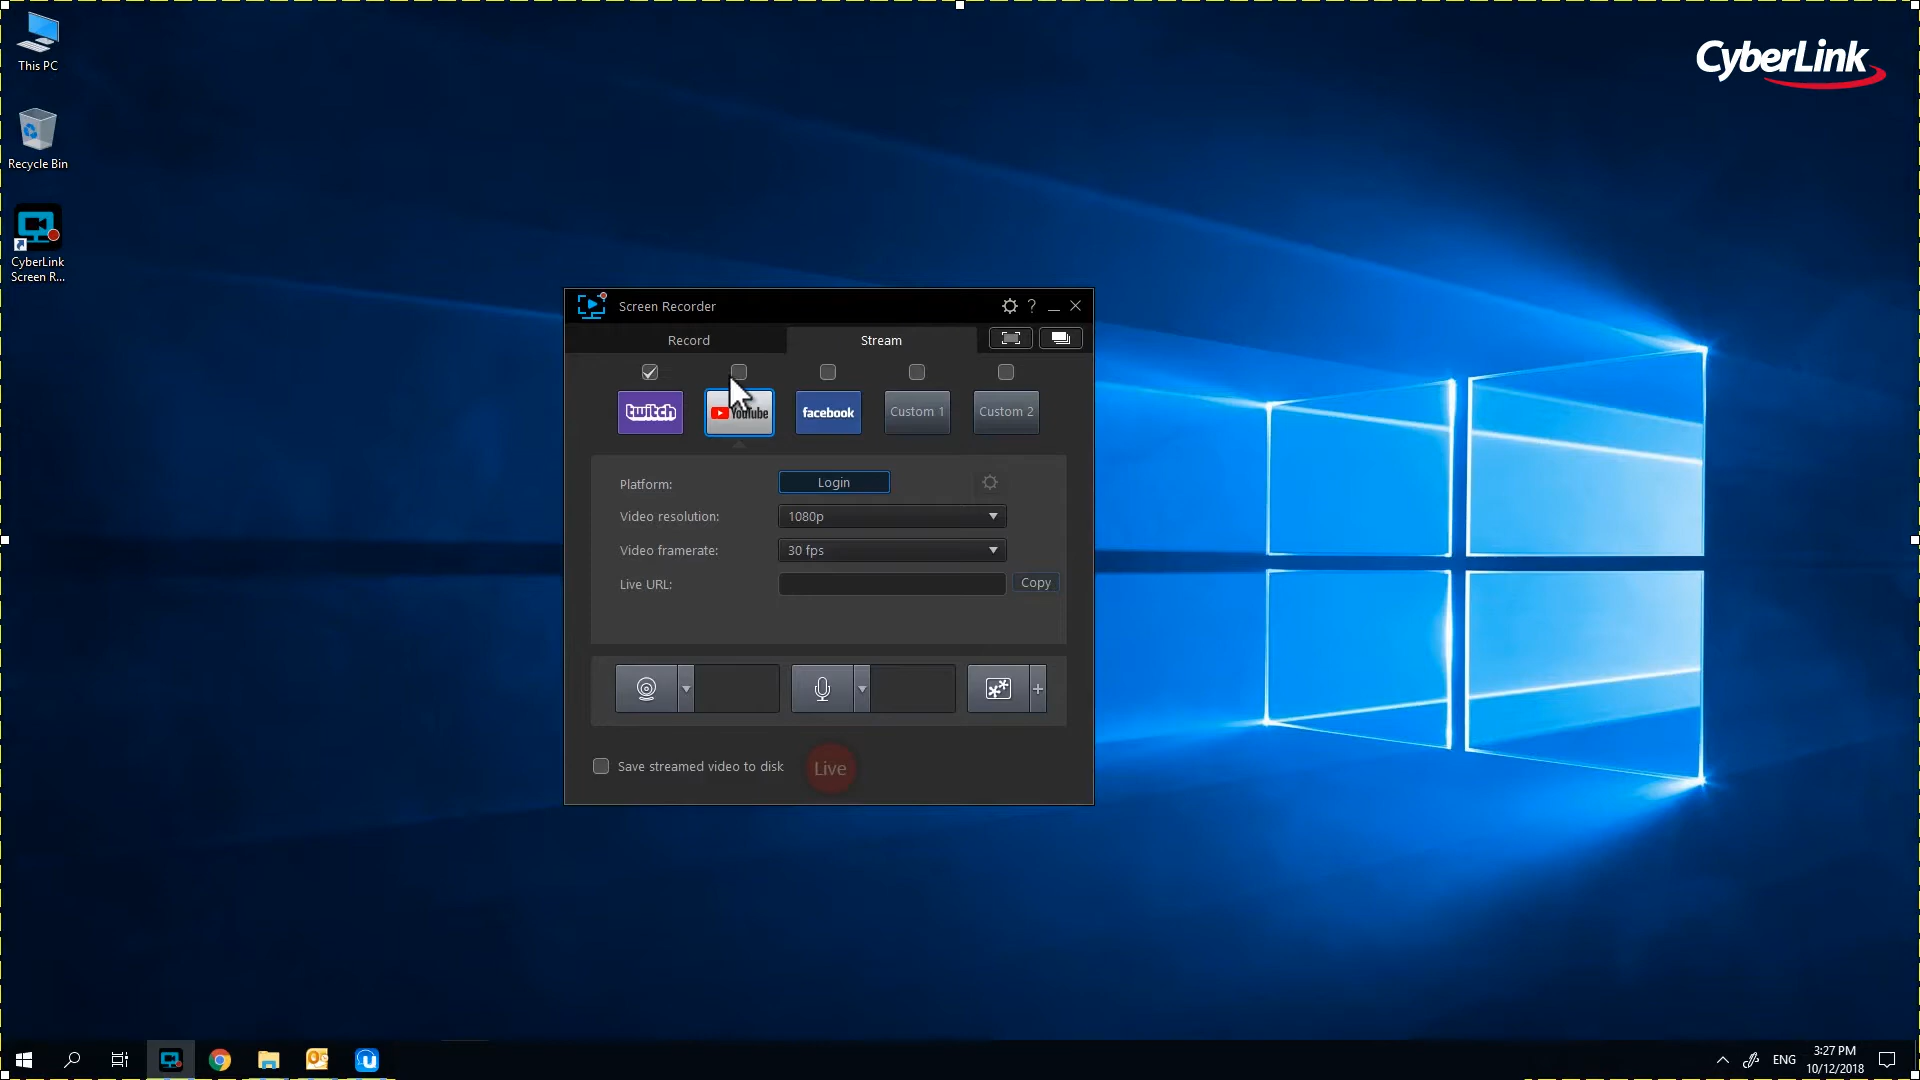 This PC
CyberLink
Recycle Bin
CyberLink
Screen R...
Screen Recorder
?
Record
Stream
twitch
YouTube
facebook
Custom 1
Custom 2
Platform:
Login
Video resolution:
1080p
Video framerate:
30 fps
Live URL:
Copy
Save streamed video to disk
Live
ENG
3:27 PM
10/12/2018